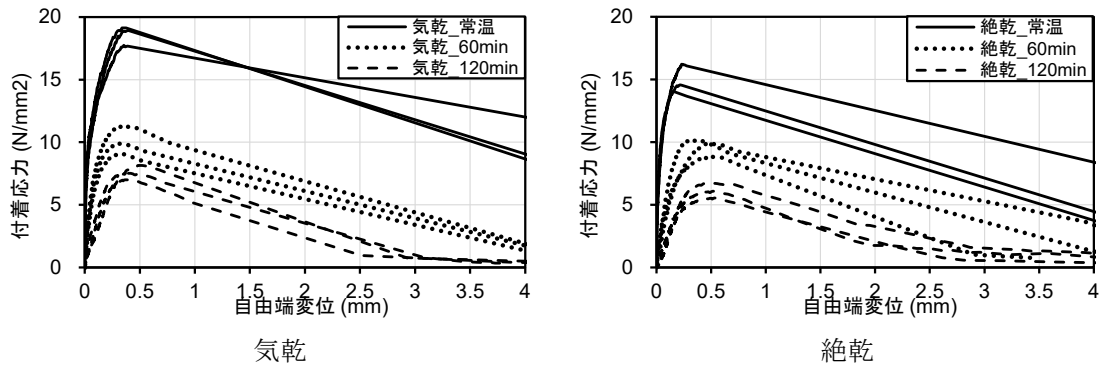 付着応力 (N/mm2)
20
15
10
5
0
気乾_常温
気乾_60min
気乾_120min
0 0.5 1 1.5 2 2.5 3 3.5 4
自由端変位 (mm)
気乾
付着応力 (N/mm2)
20
15
10
5
0
絶乾_常温
絶乾_60min
絶乾_120min
0 0.5 1 1.5 2 2.5 3 3.5 4
自由端変位 (mm)
絶乾